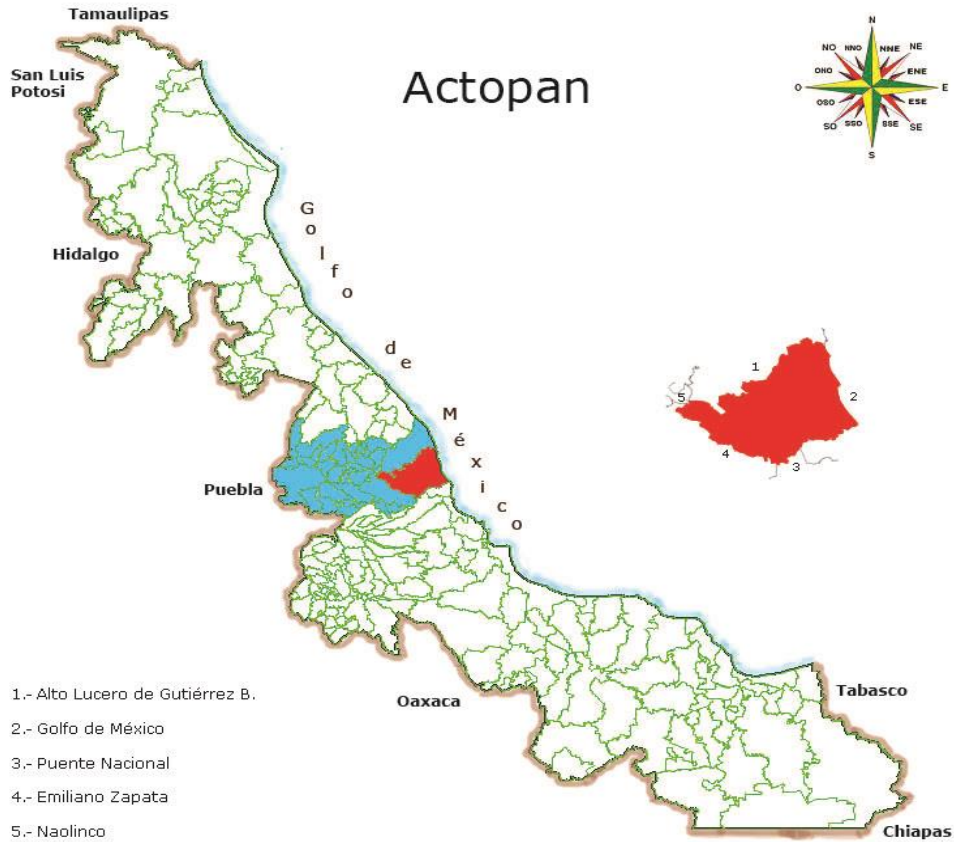 Tamaulipas
San Luis
Potosi
Actopan
N
NNO
NNE
NO
NE
ONO
ENE
O
E
OSO
ESE
SO
SSO
SSE
SE
S
Golfo de México
Hidalgo
1
2
5
4
3
Puebla
1.- Alto Lucero de Gutiérrez B.
2.- Golfo de México
3.- Puente Nacional
4.- Emiliano Zapata
5.- Naolinco
Oaxaca
Tabasco
Chiapas